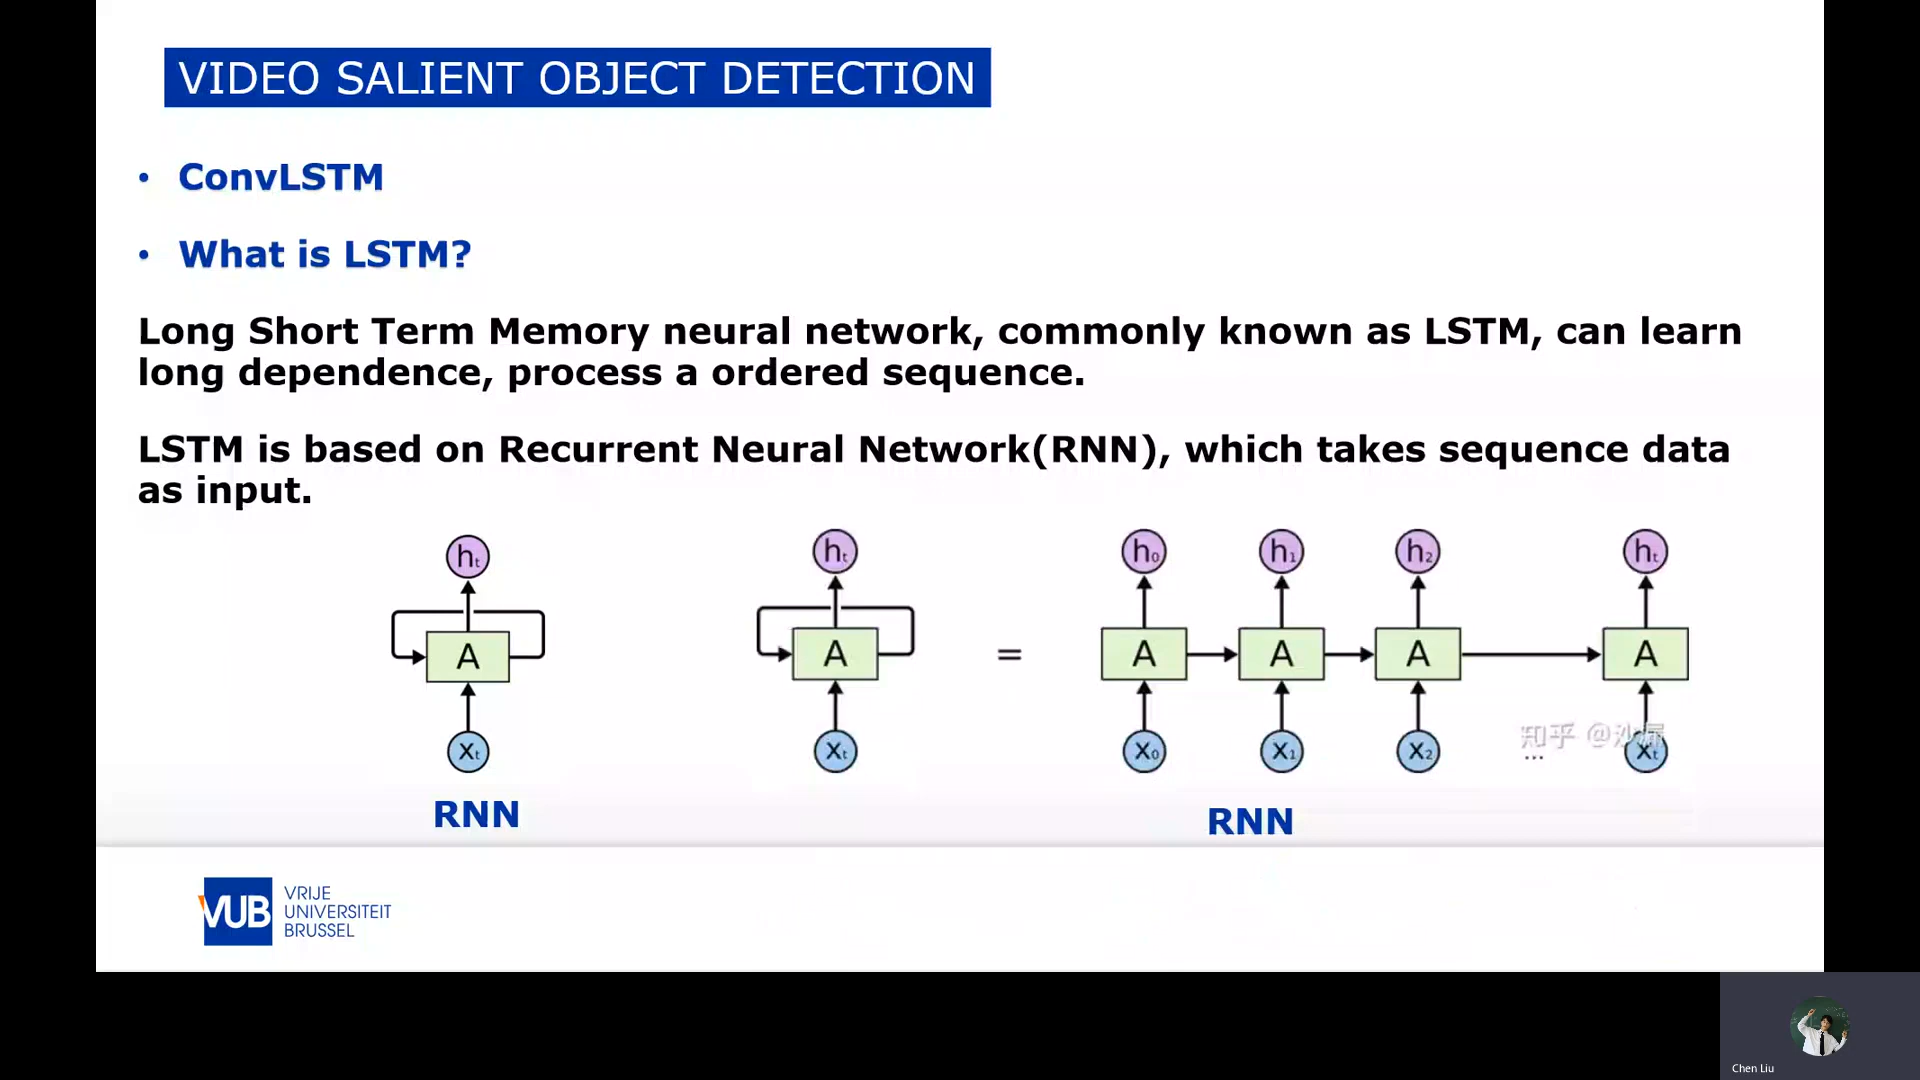 VIDEO SALIENT OBJECT DETECTION
• ConvLSTM
• What is LSTM?
Long Short Term Memory neural network, commonly known as LSTM, can learn
long dependence, process a ordered sequence.
LSTM is based on Recurrent Neural Network(RNN), which takes sequence data
as input.
hₜ hₜ h₀ h₁ h₂ hₜ
A A = A A A A
知乎 @沙漏
xₜ xₜ x₀ x₁ x₂ ... xₜ
RNN RNN
VUB
VRIJE
UNIVERSITEIT
BRUSSEL
Chen Liu